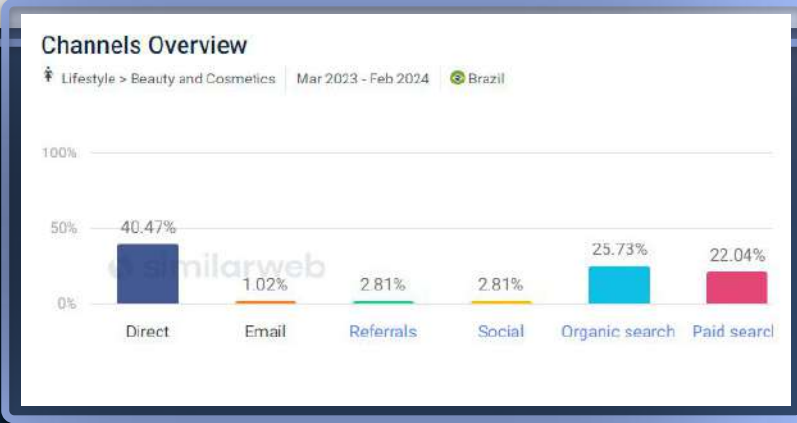 Channels Overview
Lifestyle > Beauty and Cosmetics Mar 2023 - Feb 2024 Brazil
100%
50%
0%
40.47%
1.02%
2.81%
2.81%
25.73%
22.04%
similarweb
Direct Email Referrals Social Organic search Paid searcl